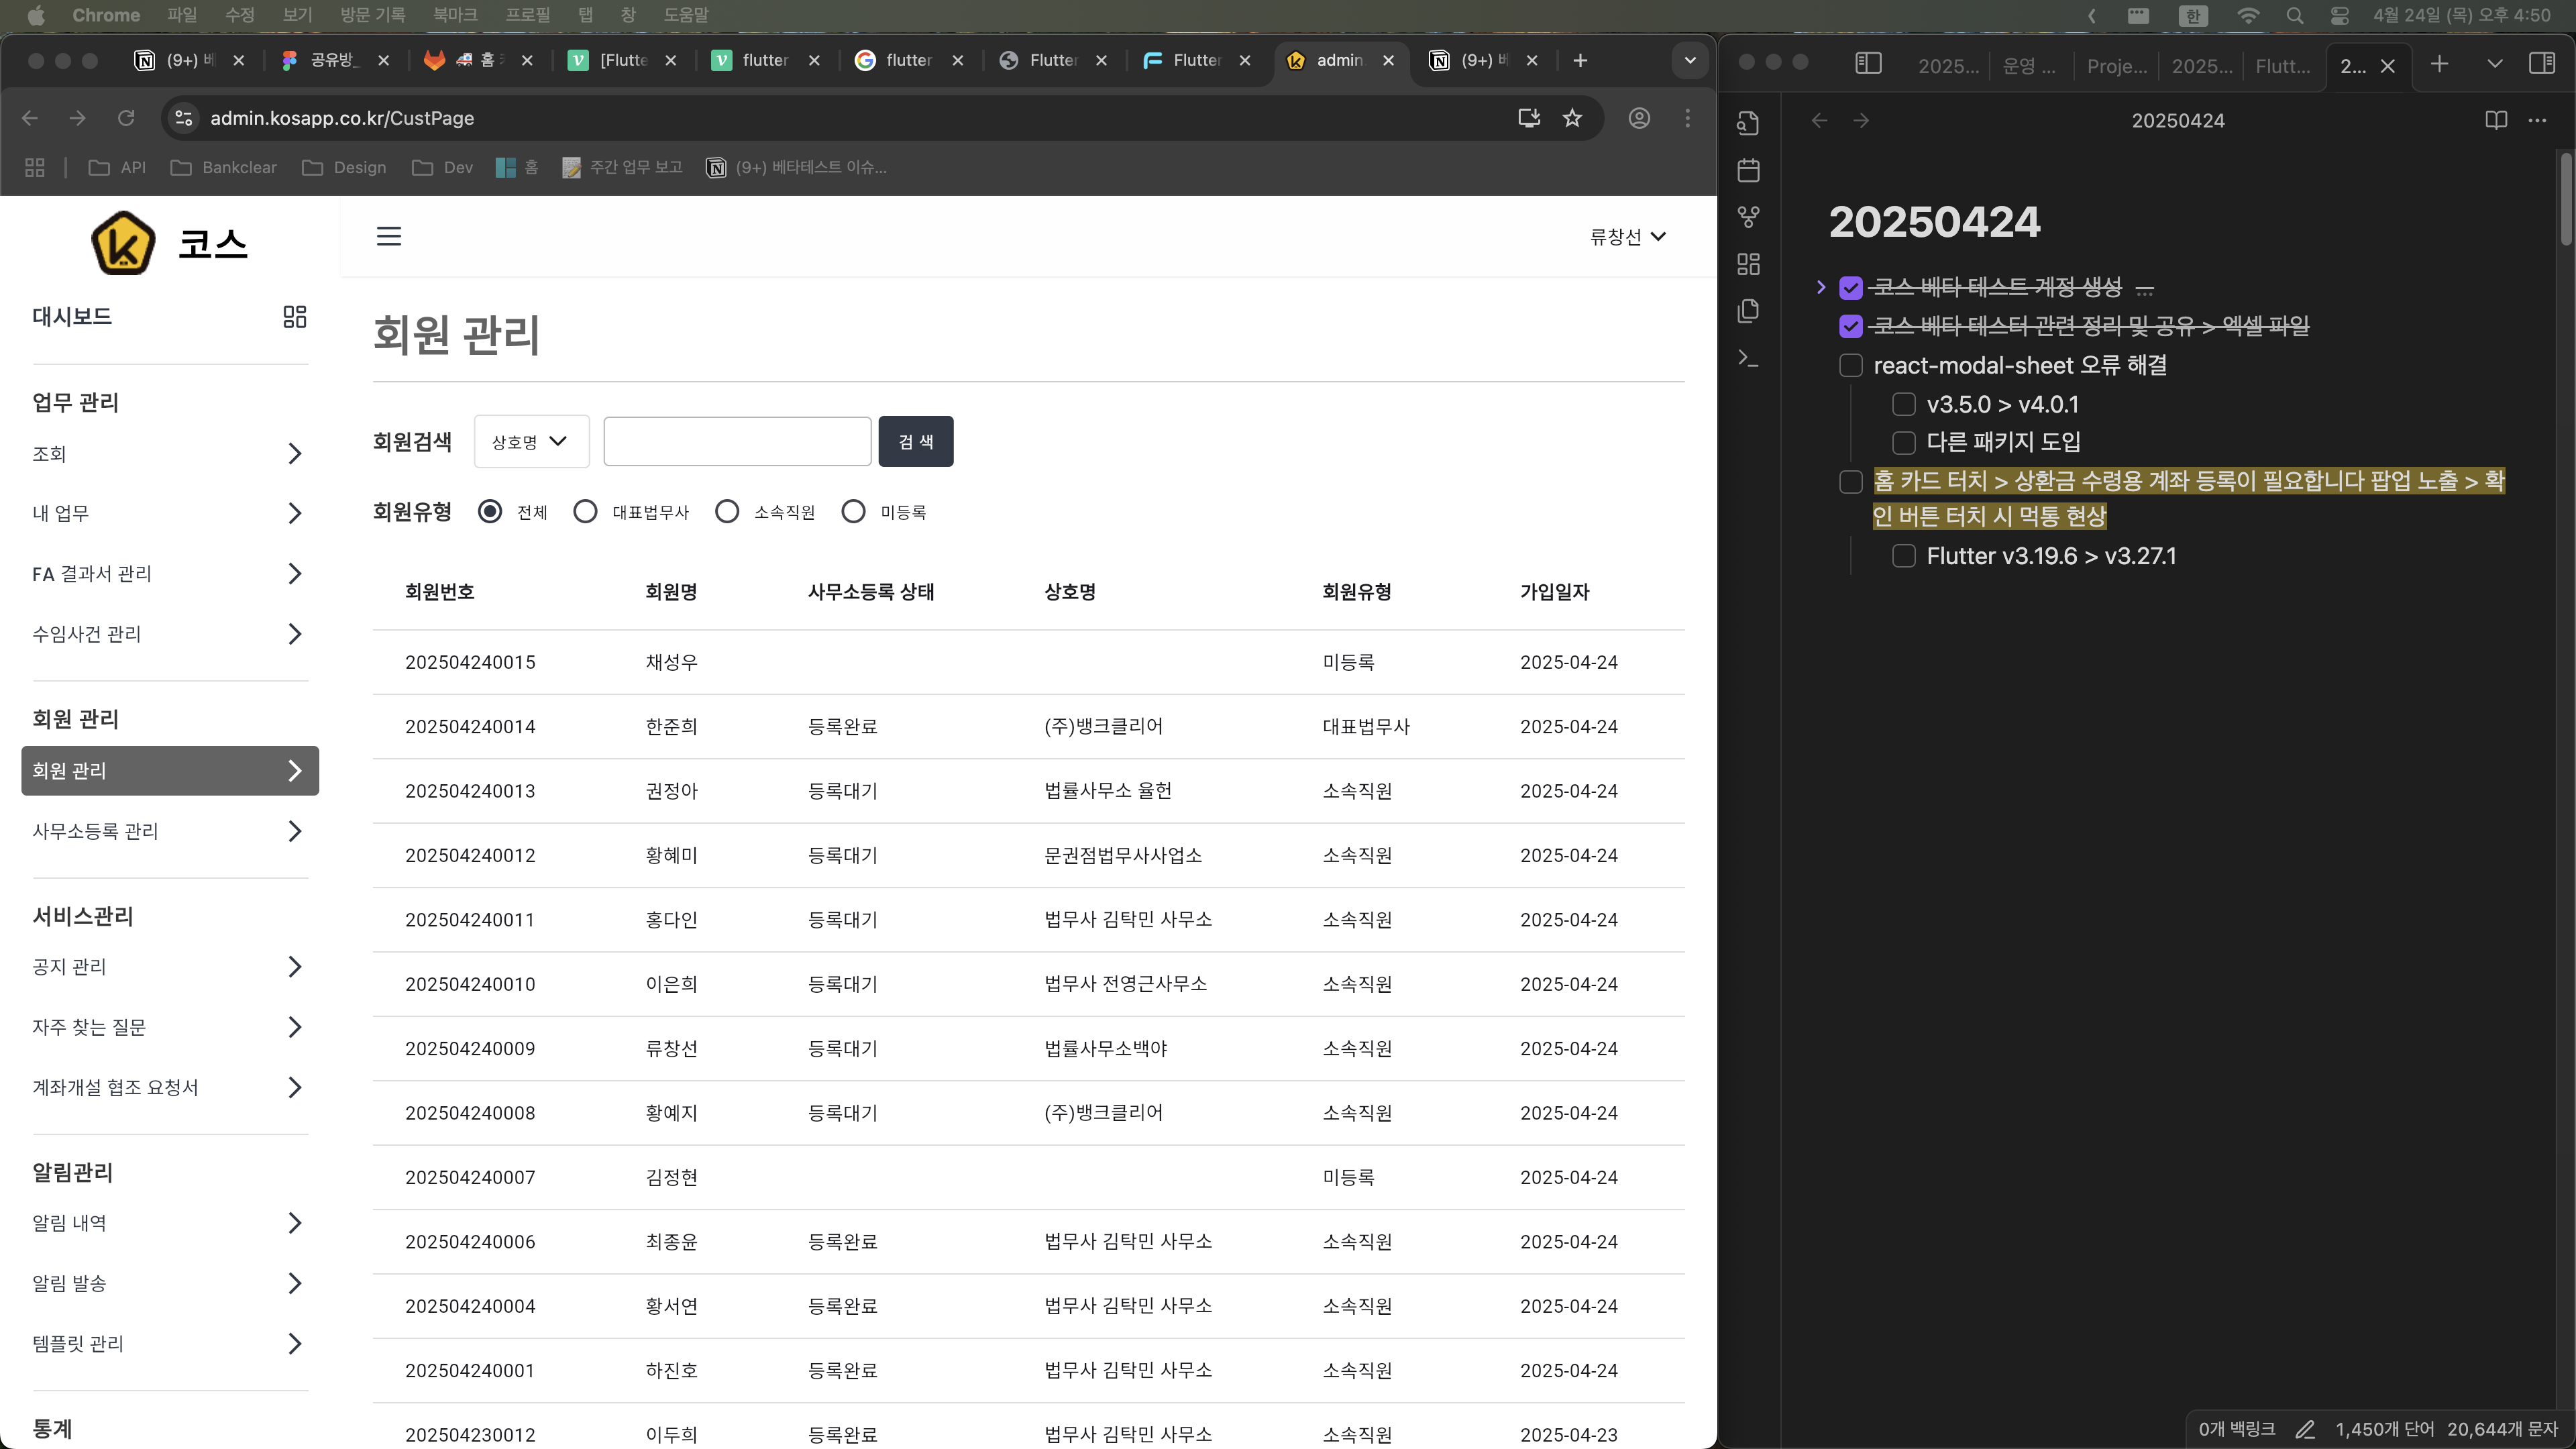 Chrome 파일 수정 보기 방문 기록 북마크 프로필 탭 창 도움말
한 4월 24일 (목) 오후 4:50
(9+) 공유방 홈 [Flutte flutter flutter Flutter Flutter admin. (9+)
admin.kosapp.co.kr/CustPage
API Bankclear Design Dev 홈 주간 업무 보고 (9+) 베타테스트 이슈...
코스
류창선
대시보드
업무 관리
조회
내 업무
FA 결과서 관리
수임사건 관리
회원 관리
회원 관리
사무소등록 관리
서비스관리
공지 관리
자주 찾는 질문
계좌개설 협조 요청서
알림관리
알림 내역
알림 발송
템플릿 관리
통계
회원 관리
회원검색 상호명 검 색
회원유형 전체 대표법무사 소속직원 미등록
회원번호 회원명 사무소등록 상태 상호명 회원유형 가입일자
202504240015 채성우 미등록 2025-04-24
202504240014 한준희 등록완료 (주)뱅크클리어 대표법무사 2025-04-24
202504240013 권정아 등록대기 법률사무소 율헌 소속직원 2025-04-24
202504240012 황혜미 등록대기 문권점법무사사업소 소속직원 2025-04-24
202504240011 홍다인 등록대기 법무사 김탁민 사무소 소속직원 2025-04-24
202504240010 이은희 등록대기 법무사 전영근사무소 소속직원 2025-04-24
202504240009 류창선 등록대기 법률사무소백야 소속직원 2025-04-24
202504240008 황예지 등록대기 (주)뱅크클리어 소속직원 2025-04-24
202504240007 김정현 미등록 2025-04-24
202504240006 최종윤 등록완료 법무사 김탁민 사무소 소속직원 2025-04-24
202504240004 황서연 등록완료 법무사 김탁민 사무소 소속직원 2025-04-24
202504240001 하진호 등록완료 법무사 김탁민 사무소 소속직원 2025-04-24
202504230012 이두희 등록완료 법무사 김탁민 사무소 소속직원 2025-04-23
2025... 운영 ... Proje... 2025... Flutt... 2...
20250424
20250424
코스 베타 테스트 계정 생성 ...
코스 베타 테스터 관련 정리 및 공유 > 엑셀 파일
react-modal-sheet 오류 해결
v3.5.0 > v4.0.1
다른 패키지 도입
홈 카드 터치 > 상환금 수령용 계좌 등록이 필요합니다 팝업 노출 > 확
인 버튼 터치 시 먹통 현상
Flutter v3.19.6 > v3.27.1
0개 백링크 1,450개 단어 20,644개 문자